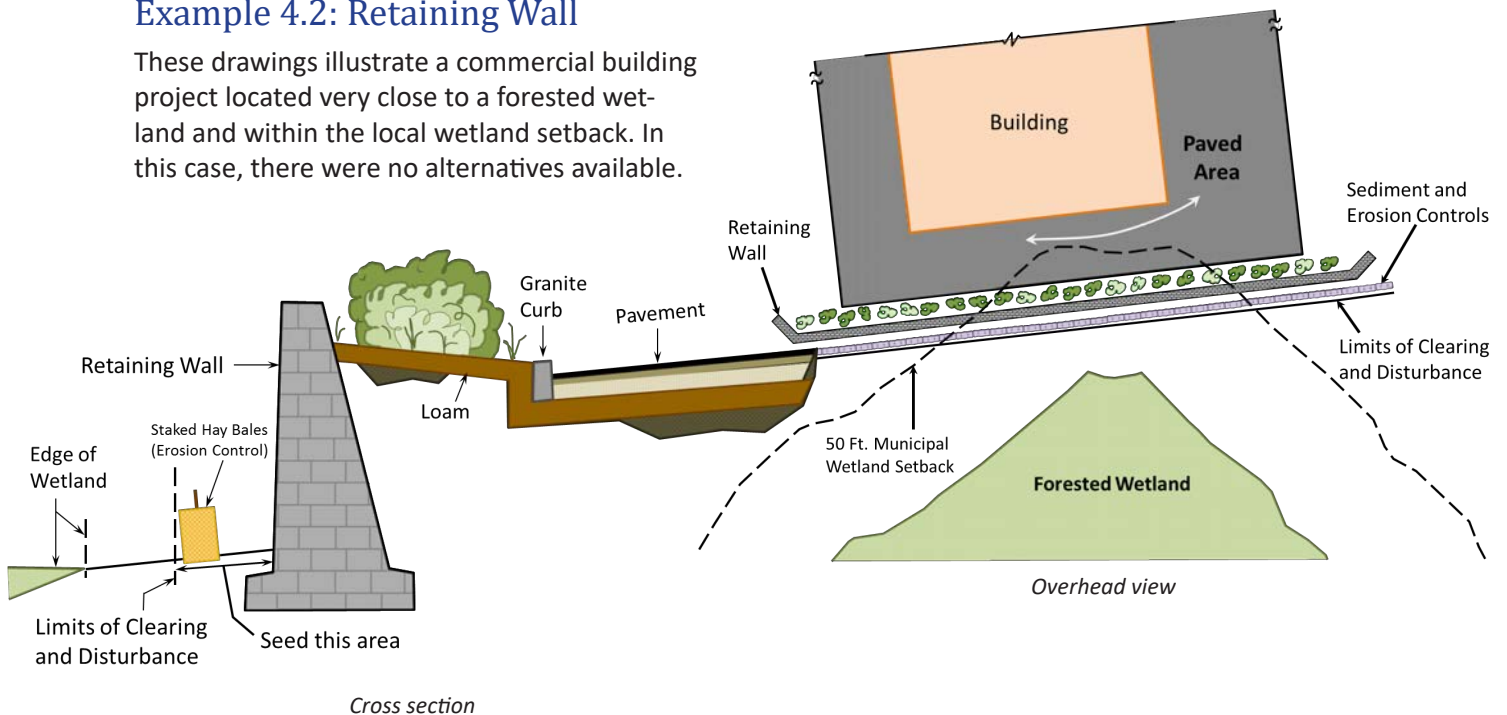 Example 4.2: Retaining Wall
These drawings illustrate a commercial building
project located very close to a forested wet-
land and within the local wetland setback. In
this case, there were no alternatives available.
Retaining Wall
Edge of
Wetland
Staked Hay Bales
(Erosion Control)
Limits of Clearing
and Disturbance
Seed this area
Loam
Granite
Curb
Pavement
Cross section
Building
Paved
Area
Retaining
Wall
Sediment and
Erosion Controls
Limits of Clearing
and Disturbance
50 Ft. Municipal
Wetland Setback
Forested Wetland
Overhead view